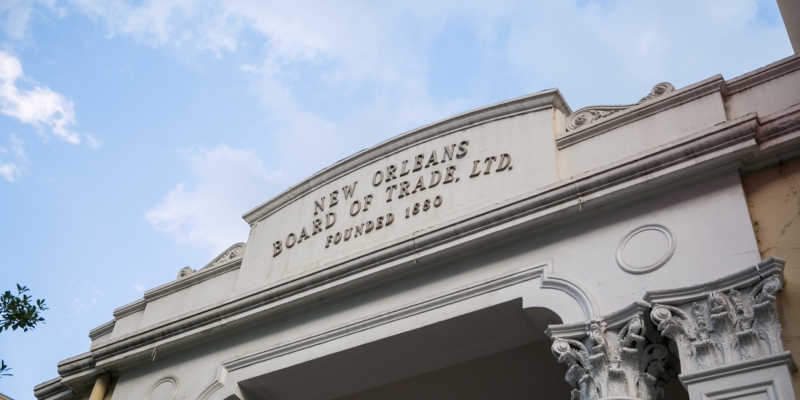 NEW ORLEANS
BOARD OF TRADE, LTD.
FOUNDED 1880